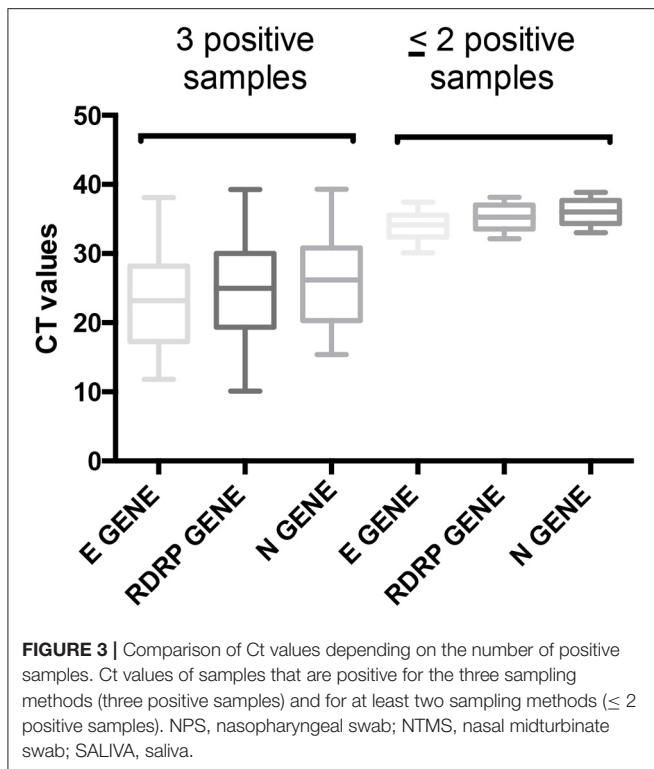 3 positive samples
≤ 2 positive samples
50
40
30
20
10
0
CT values
E GENE
RDRP GENE
N GENE
E GENE
RDRP GENE
N GENE
FIGURE 3 | Comparison of Ct values depending on the number of positive
samples. Ct values of samples that are positive for the three sampling
methods (three positive samples) and for at least two sampling methods (≤ 2
positive samples). NPS, nasopharyngeal swab; NTMS, nasal midturbinate
swab; SALIVA, saliva.